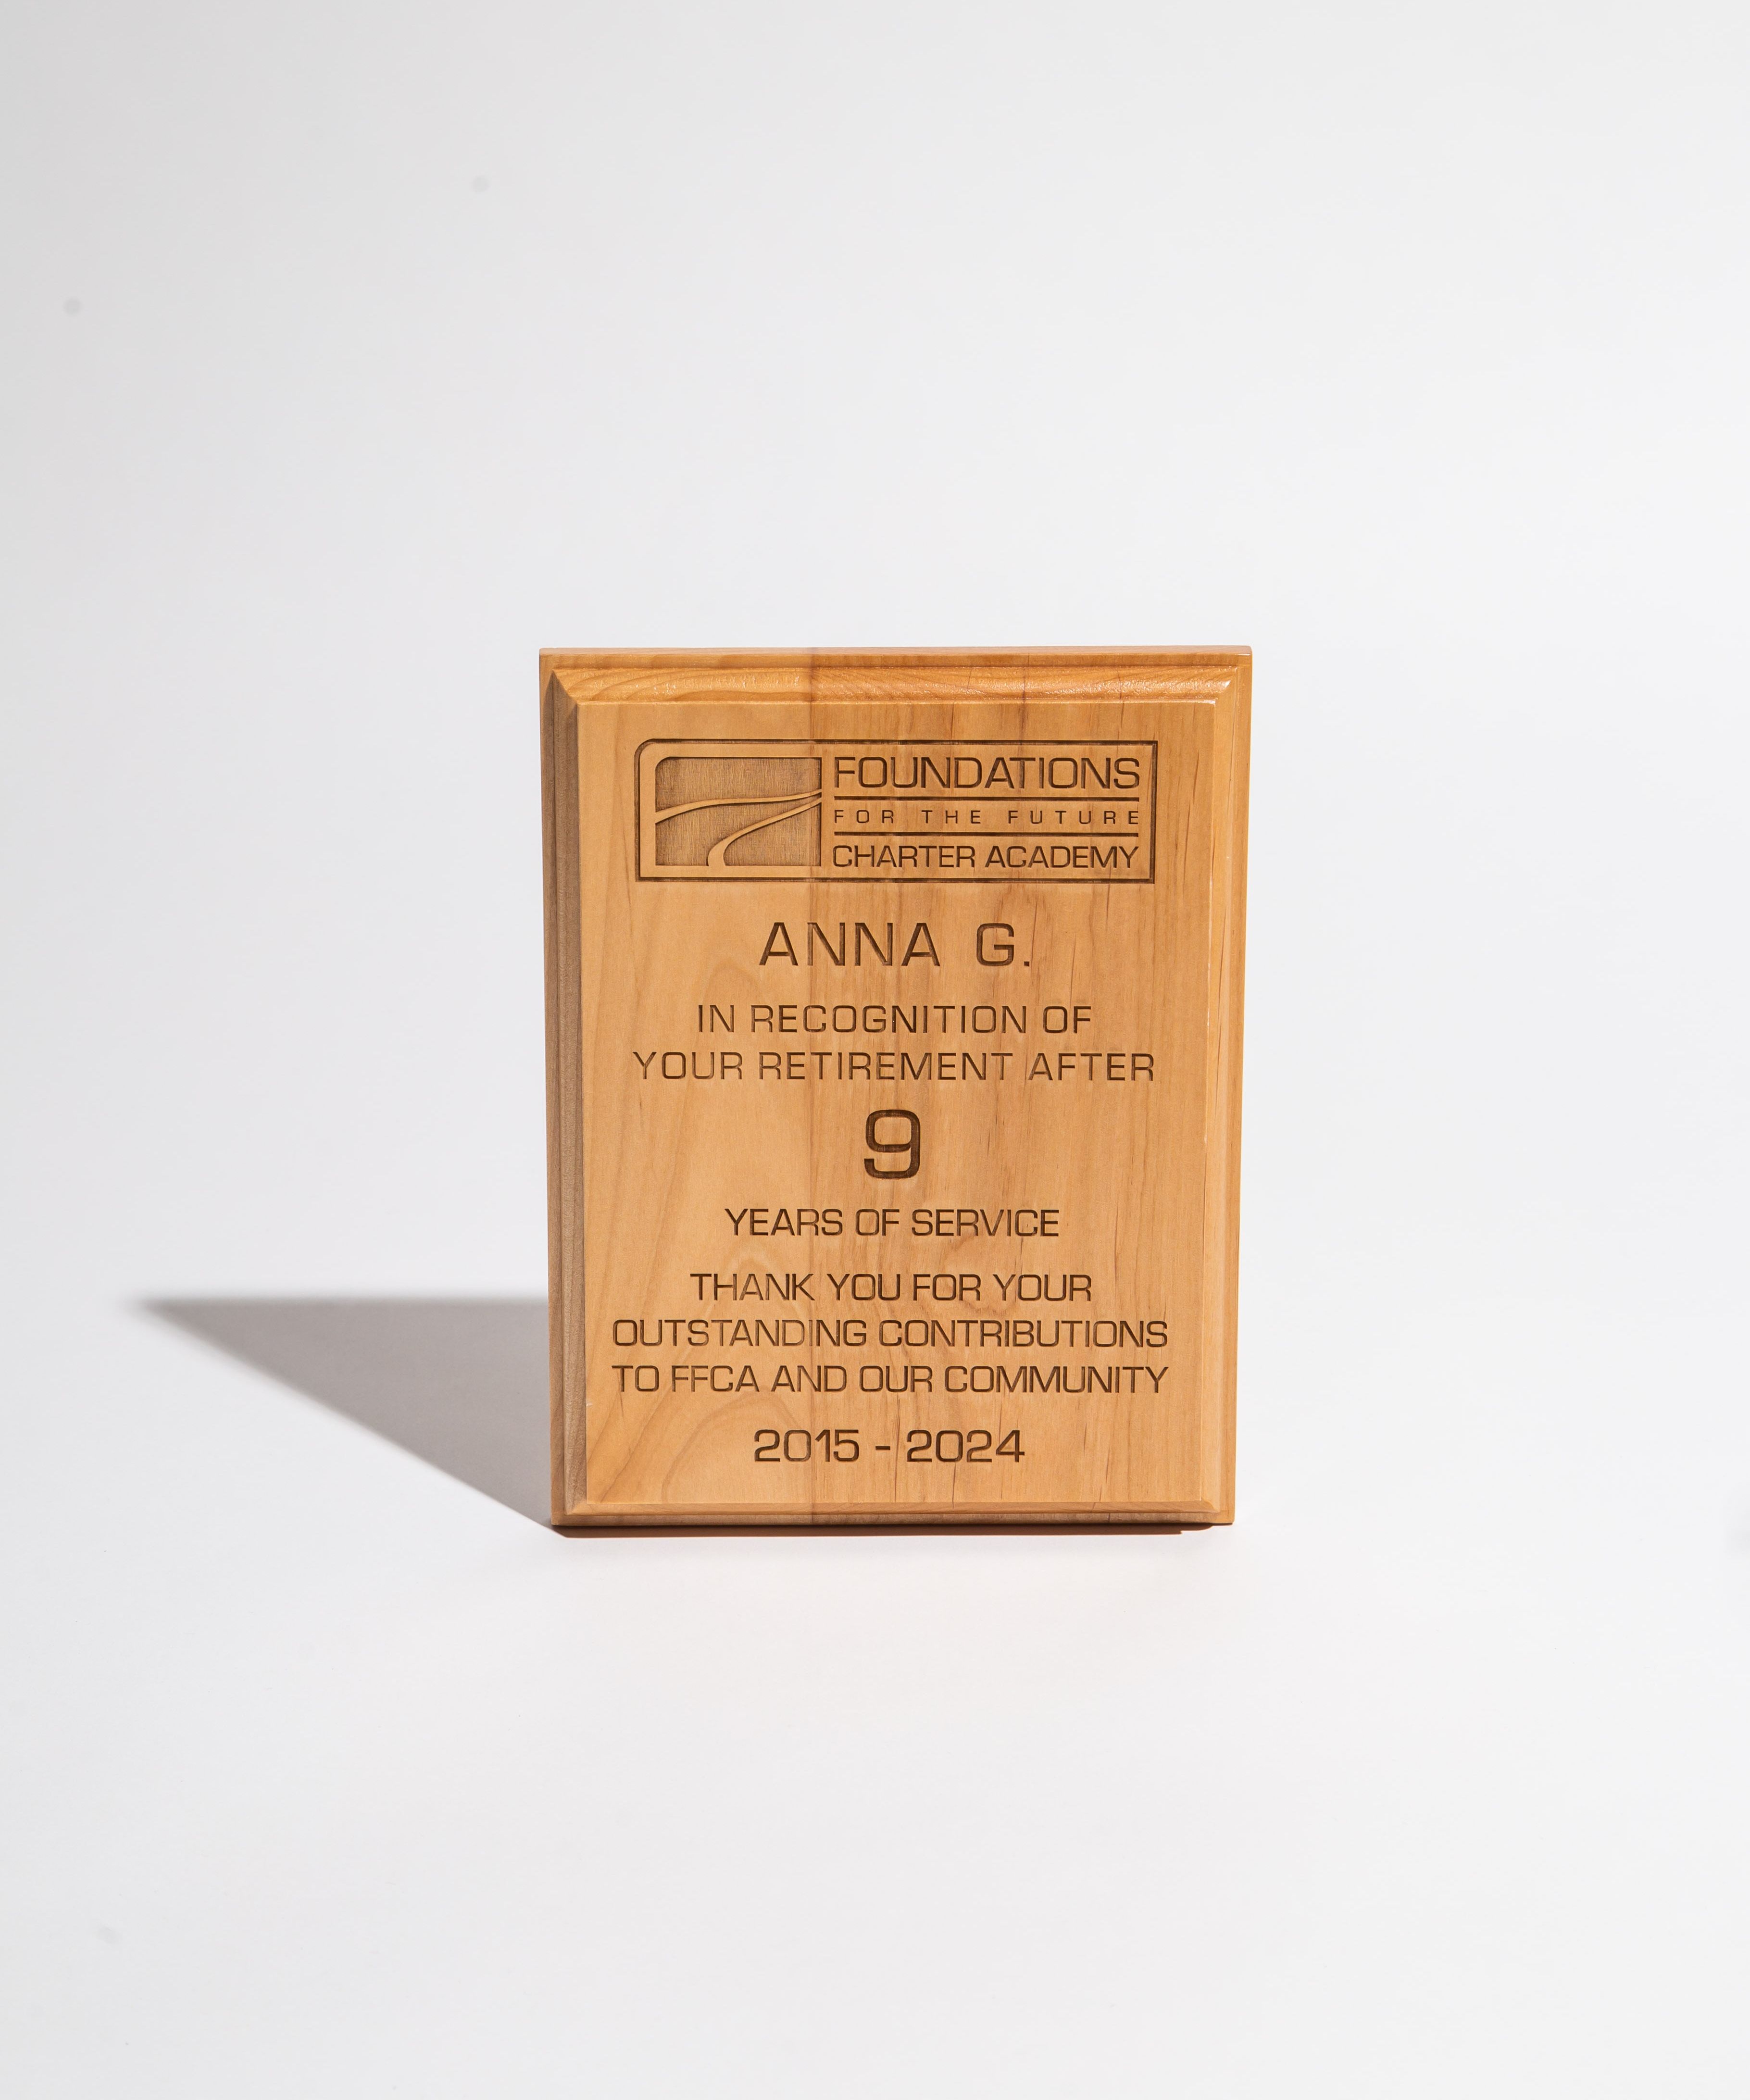 FOUNDATIONS
FOR THE FUTURE
CHARTER ACADEMY
ANNA G.
IN RECOGNITION OF
YOUR RETIREMENT AFTER
9
YEARS OF SERVICE
THANK YOU FOR YOUR
OUTSTANDING CONTRIBUTIONS
TO FFCA AND OUR COMMUNITY
2015 - 2024